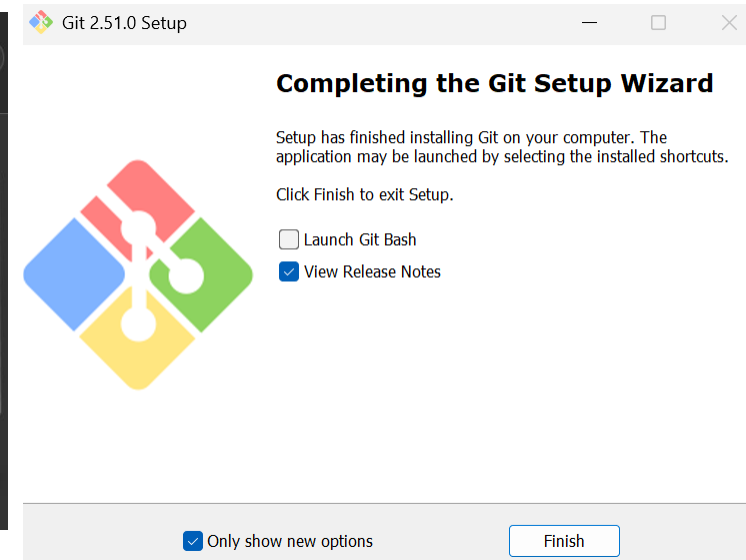 Git 2.51.0 Setup
Completing the Git Setup Wizard
Setup has finished installing Git on your computer. The
application may be launched by selecting the installed shortcuts.
Click Finish to exit Setup.
Launch Git Bash
View Release Notes
Only show new options
Finish